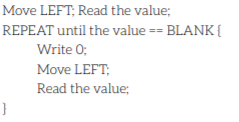 Move LEFT; Read the value;
REPEAT until the value == BLANK {
Write 0;
Move LEFT;
Read the value;
}